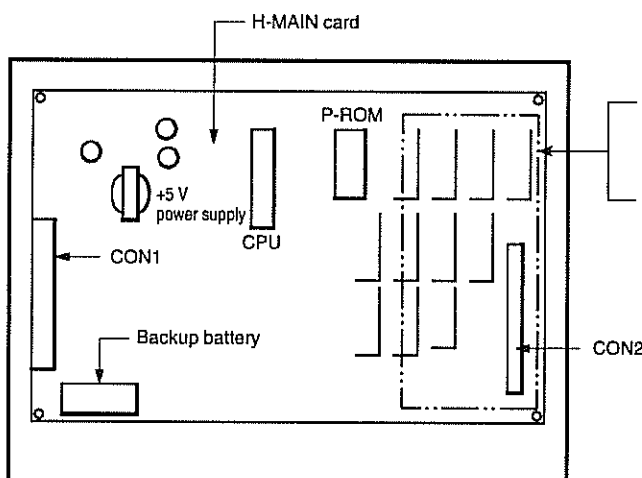 H-MAIN card
P-ROM
+5 V
power supply
CPU
CON1
Backup battery
CON2